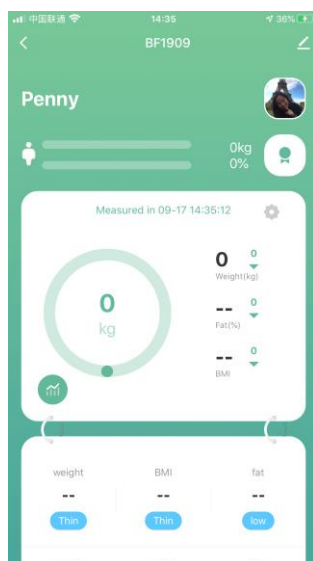 中国联通 14:35 36%
BF1909
Penny
0kg
0%
Measured in 09-17 14:35:12
0 0
Weight(kg)
-- 0
Fat(%)
-- 0
BMI
0
kg
weight BMI fat
-- -- --
Thin Thin low